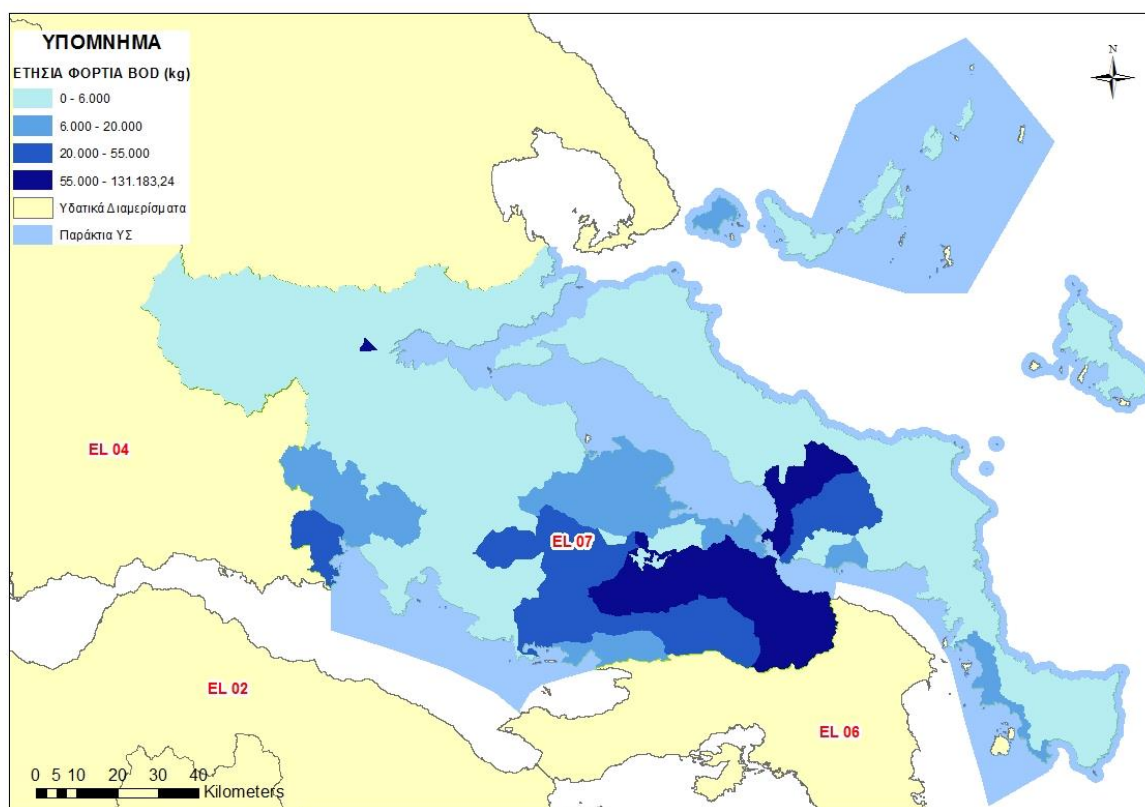 ΥΠΟΜΝΗΜΑ
ΕΤΗΣΙΑ ΦΟΡΤΙΑ BOD (kg)
0 - 6.000
6.000 - 20.000
20.000 - 55.000
55.000 - 131.183,24
Υδατικά Διαμερίσματα
Παράκτια ΥΣ
N
EL 04
EL 07
EL 02
EL 06
0 5 10 20 30 40
Kilometers